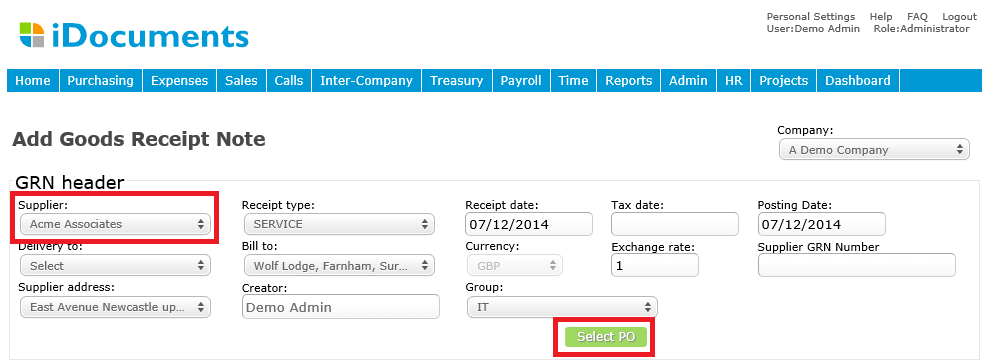 Personal Settings Help FAQ Logout
User:Demo Admin Role:Administrator
iDocuments
Home Purchasing Expenses Sales Calls Inter-Company Treasury Payroll Time Reports Admin HR Projects Dashboard
Add Goods Receipt Note
Company:
A Demo Company
GRN header
Supplier: Receipt type: Receipt date: Tax date: Posting Date:
Acme Associates SERVICE 07/12/2014 07/12/2014
Delivery to: Bill to: Currency: Exchange rate: Supplier GRN Number
Select Wolf Lodge, Farnham, Sur... GBP 1
Supplier address: Creator: Group:
East Avenue Newcastle up... Demo Admin IT
Select PO